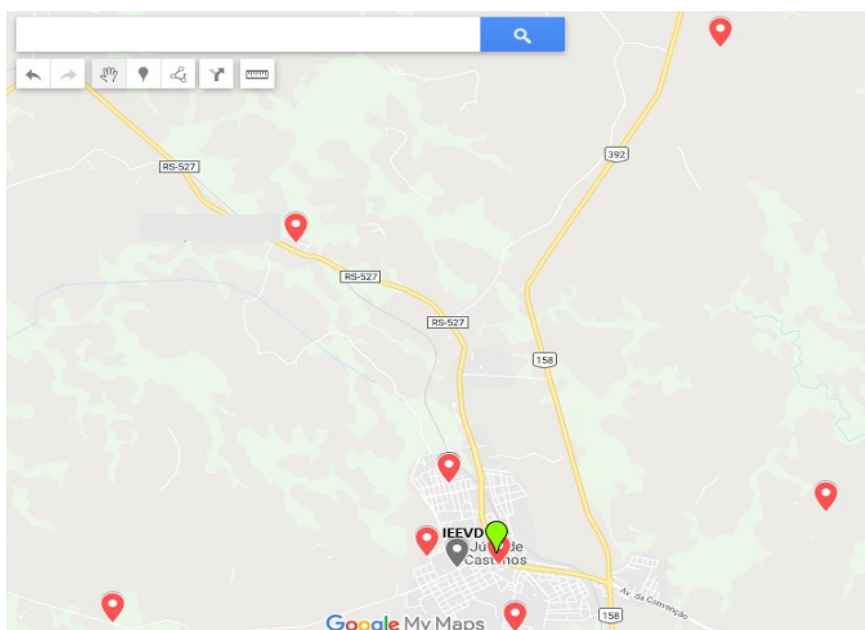 392
RS-527
RS-527
RS-527
158
IEEVD
Júlio de
Castilhos
Av. da Convenção
158
Google My Maps